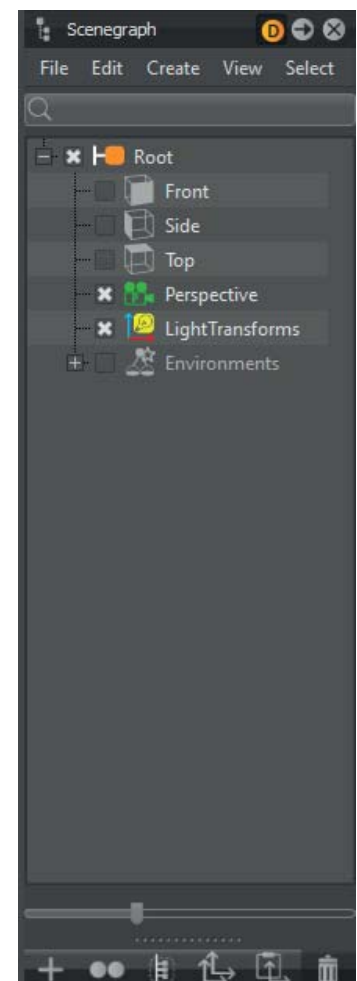 Scenegraph D
File Edit Create View Select
Root
Front
Side
Top
Perspective
LightTransforms
Environments